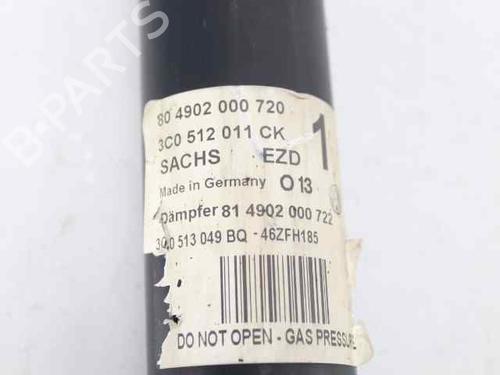 80 4902 000 720
3C0 512 011 CK
SACHS EZD 1
Made in Germany O 13
Dämpfer 81 4902 000 722
3C0 513 049 BQ - 46ZFH185
DO NOT OPEN - GAS PRESSURE
B-PARTS